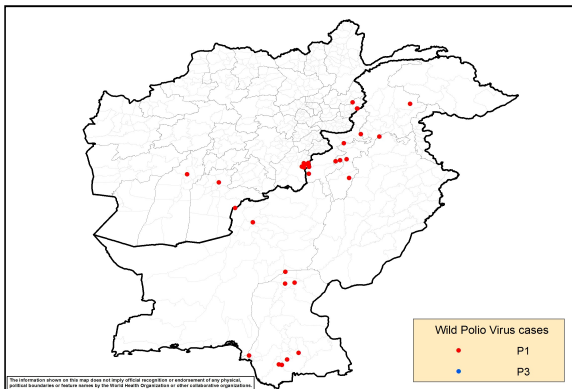 Wild Polio Virus cases
P1
P3
The information shown on this map does not imply official recognition or endorsement of any physical,
political boundaries or feature names by the World Health Organization or other collaborative organizations.